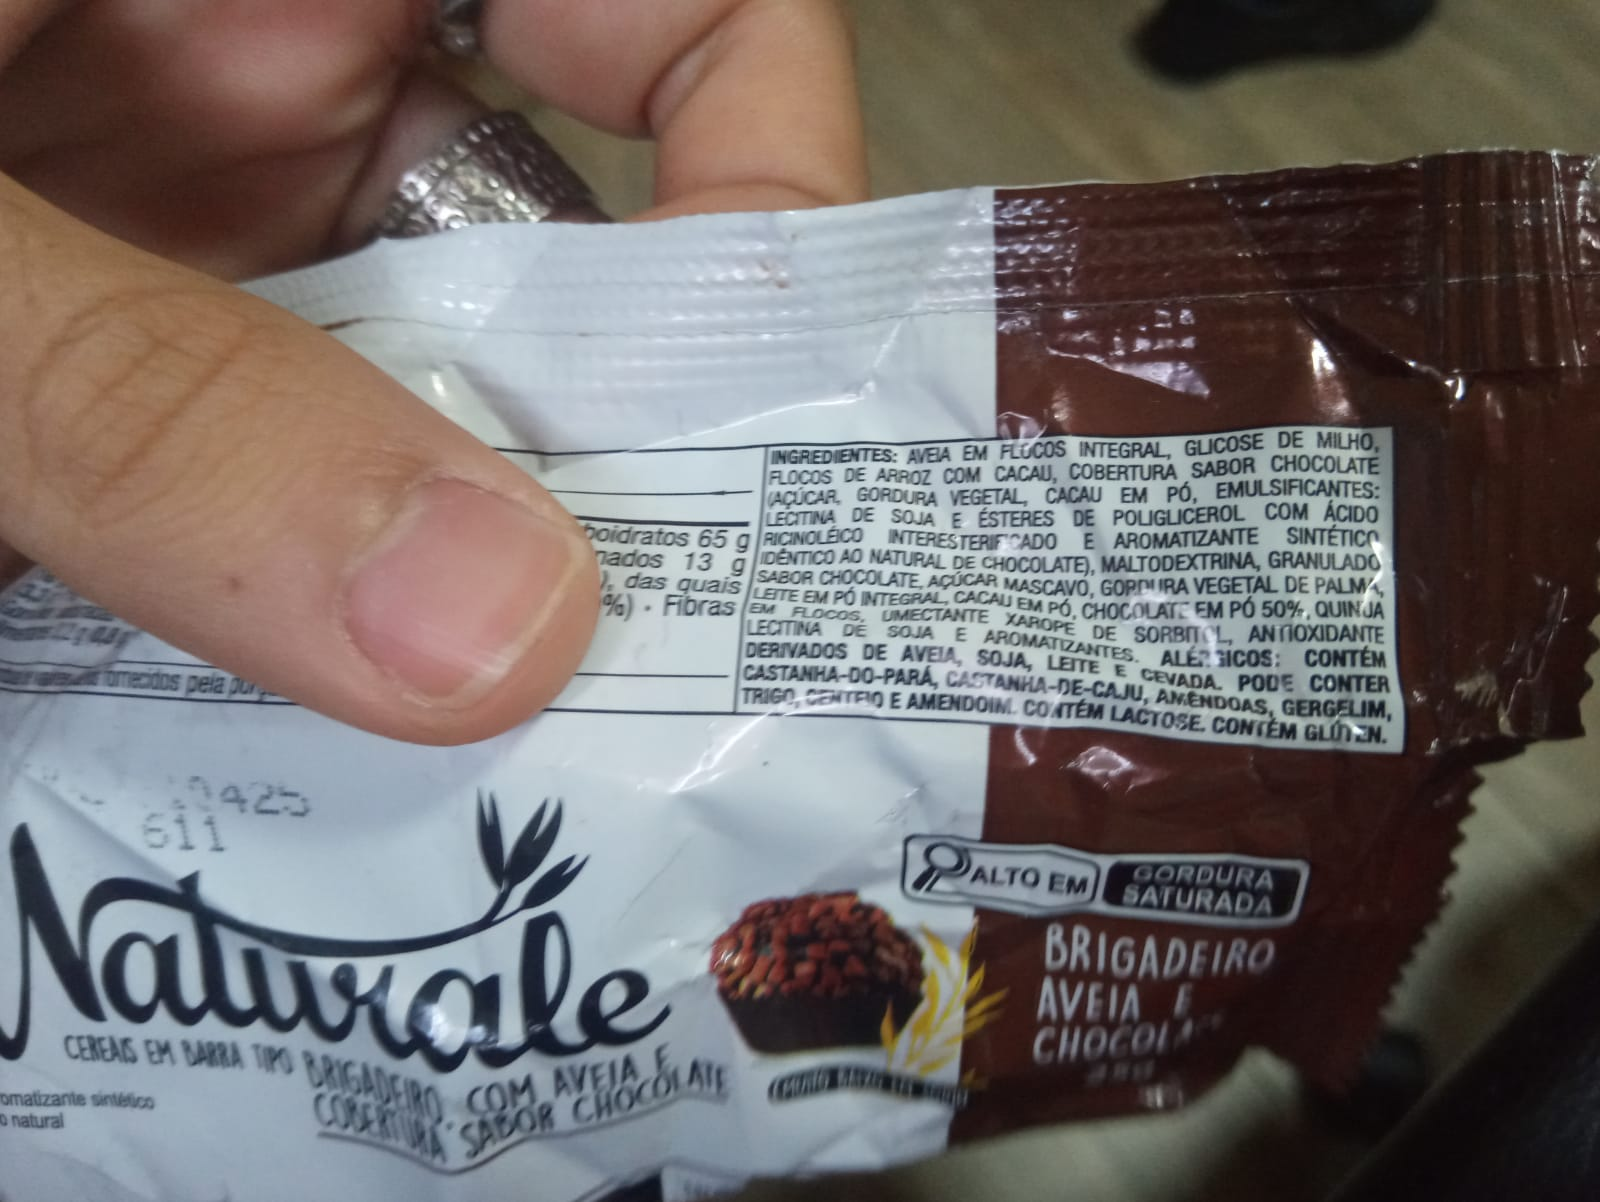 INGREDIENTES: AVEIA EM FLOCOS INTEGRAL, GLICOSE DE MILHO,
FLOCOS DE ARROZ COM CACAU, COBERTURA SABOR CHOCOLATE
(AÇÚCAR, GORDURA VEGETAL, CACAU EM PÓ, EMULSIFICANTES:
LECITINA DE SOJA E ÉSTERES DE POLIGLICEROL COM ÁCIDO
RICINOLÉICO INTERESTERIFICADO E AROMATIZANTE SINTÉTICO
IDÊNTICO AO NATURAL DE CHOCOLATE), MALTODEXTRINA, GRANULADO
SABOR CHOCOLATE, AÇÚCAR MASCAVO, GORDURA VEGETAL DE PALMA,
LEITE EM PÓ INTEGRAL, CACAU EM PÓ, CHOCOLATE EM PÓ 50%, QUINUA
EM FLOCOS, UMECTANTE XAROPE DE SORBITOL, ANTIOXIDANTE
LECITINA DE SOJA E AROMATIZANTES. ALÉRGICOS: CONTÉM
DERIVADOS DE AVEIA, SOJA, LEITE E CEVADA. PODE CONTER
CASTANHA-DO-PARÁ, CASTANHA-DE-CAJU, AMÊNDOAS, GERGELIM,
TRIGO, CENTEIO E AMENDOIM. CONTÉM LACTOSE. CONTÉM GLÚTEN.
boidratos 65 g
nados 13 g
), das quais
%) • Fibras
fornecidos pela
425
611
Naturale
CEREAIS EM BARRA TIPO BRIGADEIRO, COM AVEIA E
COBERTURA SABOR CHOCOLATE
omatizante sintético
o natural
ALTO EM
GORDURA
SATURADA
BRIGADEIRO
AVEIA E
CHOCOLA